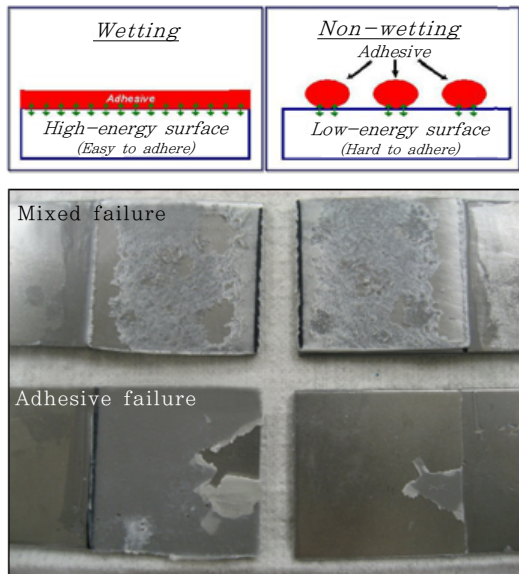 Wetting
Adhesive
High-energy surface
(Easy to adhere)
Non-wetting
Adhesive
Low-energy surface
(Hard to adhere)
Mixed failure
Adhesive failure